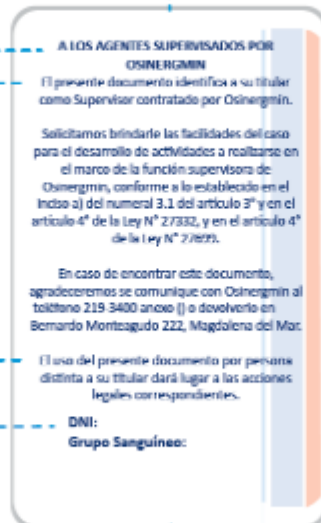 A LOS AGENTES SUPERVISADOS POR
OSINERGMIN
El presente documento identifica a su titular
como Supervisor contratado por Osinergmin.
Solicitamos brindarle las facilidades del caso
para el desarrollo de actividades a realizarse en
el marco de la función supervisora de
Osinergmin, conforme a lo establecido en el
inciso a) del numeral 3.1 del artículo 3° y en el
artículo 4° de la Ley N° 27332, y en el artículo 4°
de la Ley N° 27699.
En caso de encontrar este documento,
agradeceremos se comunique con Osinergmin al
teléfono 219-3400 anexo () o devolverlo en
Bernardo Monteagudo 222, Magdalena del Mar.
El uso del presente documento por persona
distinta a su titular dará lugar a las acciones
legales correspondientes.
DNI:
Grupo Sanguíneo: